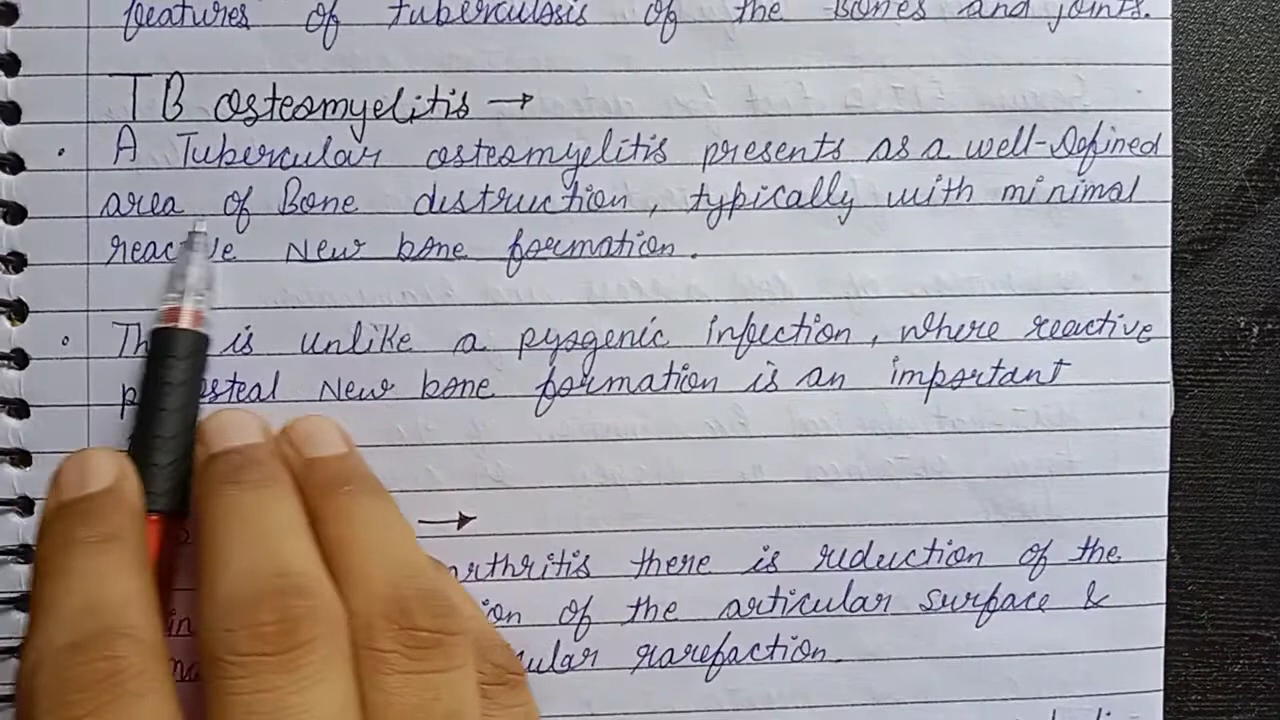 features of tuberculosis of the Bones and joints.
TB osteomyelitis →
• A Tubercular osteomyelitis presents as a well-Defined
area of Bone destruction, typically with minimal
New bone formation.
• is unlike a pyogenic infection, where reactive
New bone formation is an important
→
arthritis there is reduction of the
of the articular surface &
rarefaction.